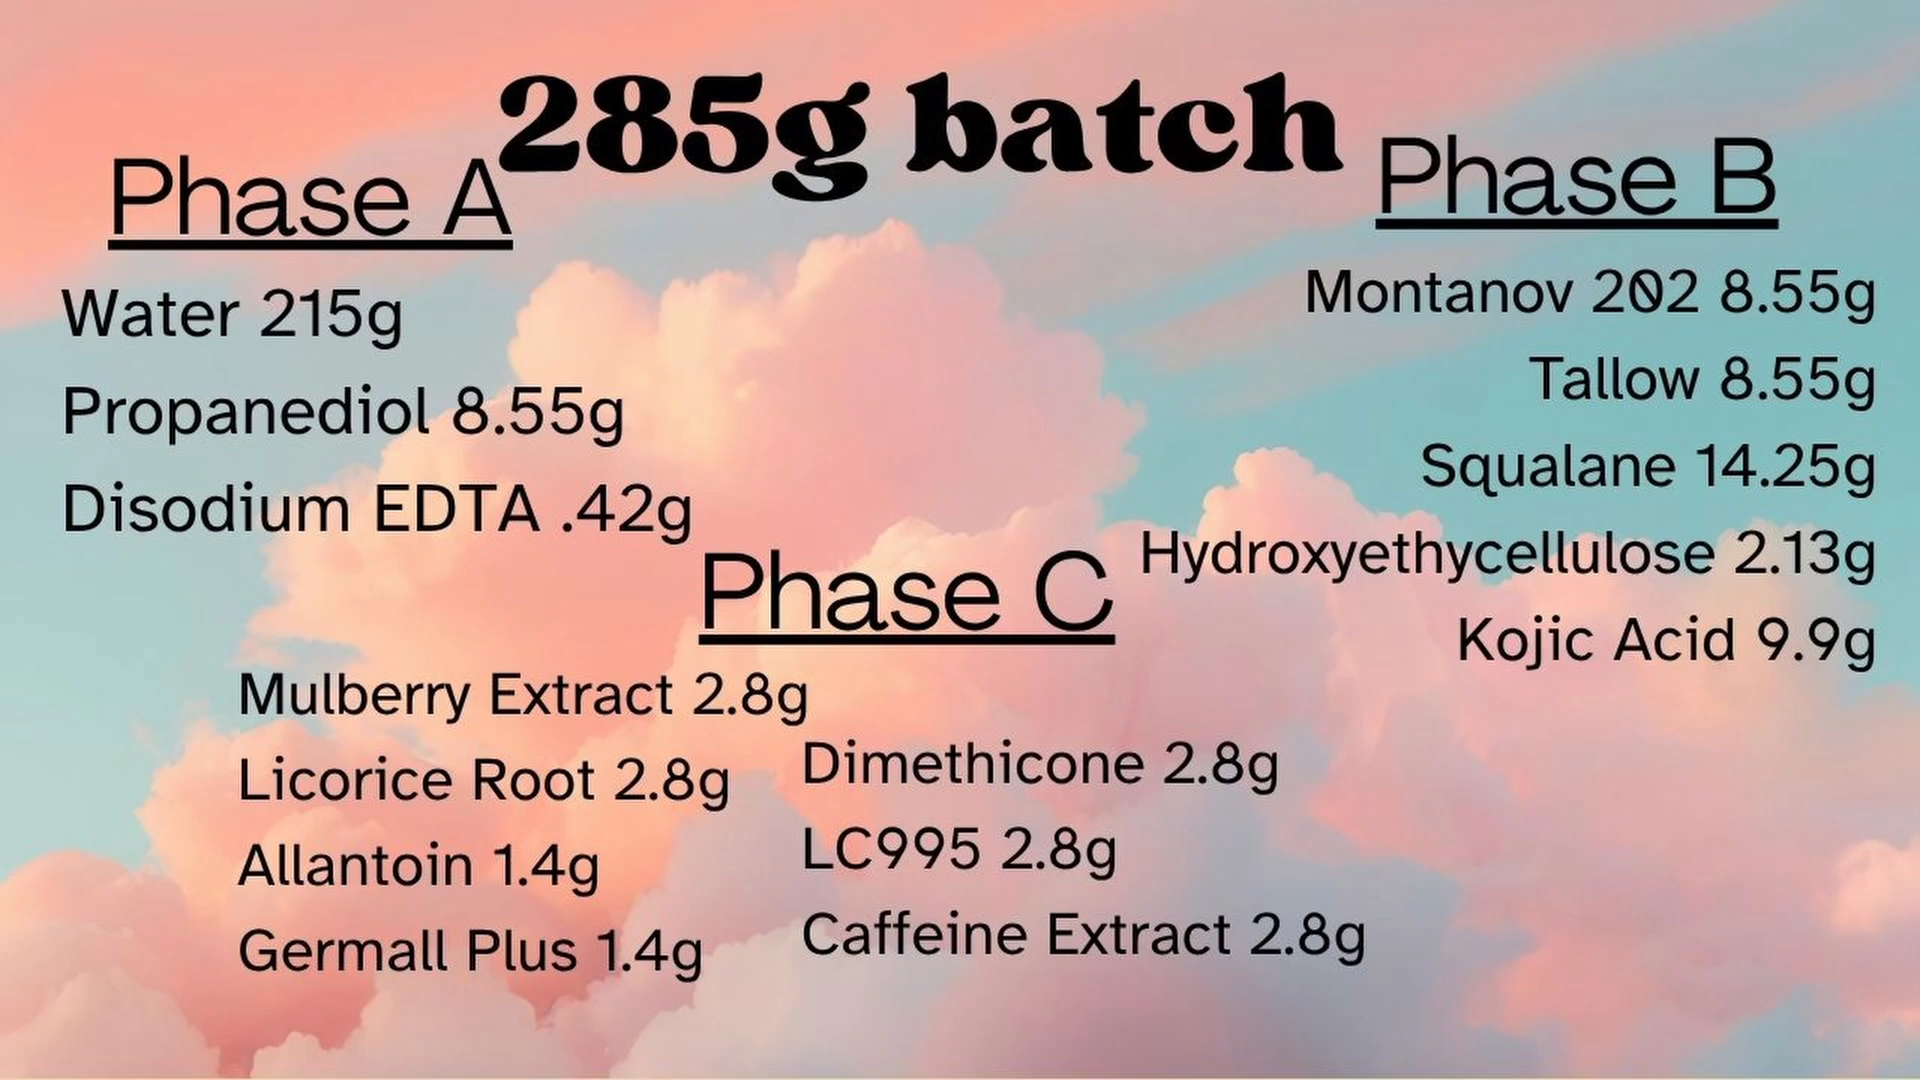 285g batch
Phase A
Water 215g
Propanediol 8.55g
Disodium EDTA .42g
Phase B
Montanov 202 8.55g
Tallow 8.55g
Squalane 14.25g
Hydroxyethycellulose 2.13g
Kojic Acid 9.9g
Phase C
Mulberry Extract 2.8g
Licorice Root 2.8g
Allantoin 1.4g
Germall Plus 1.4g
Dimethicone 2.8g
LC995 2.8g
Caffeine Extract 2.8g